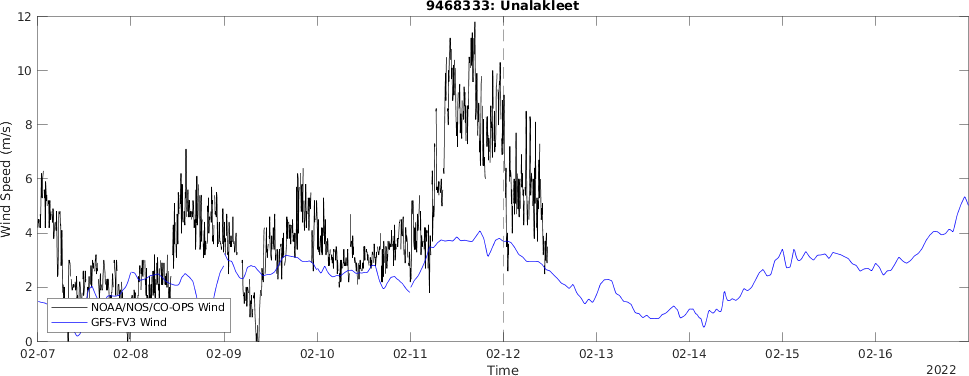 9468333: Unalakleet
Wind Speed (m/s)
12
10
8
6
4
2
0
NOAA/NOS/CO-OPS Wind
GFS-FV3 Wind
02-07 02-08 02-09 02-10 02-11 02-12 02-13 02-14 02-15 02-16
Time
2022